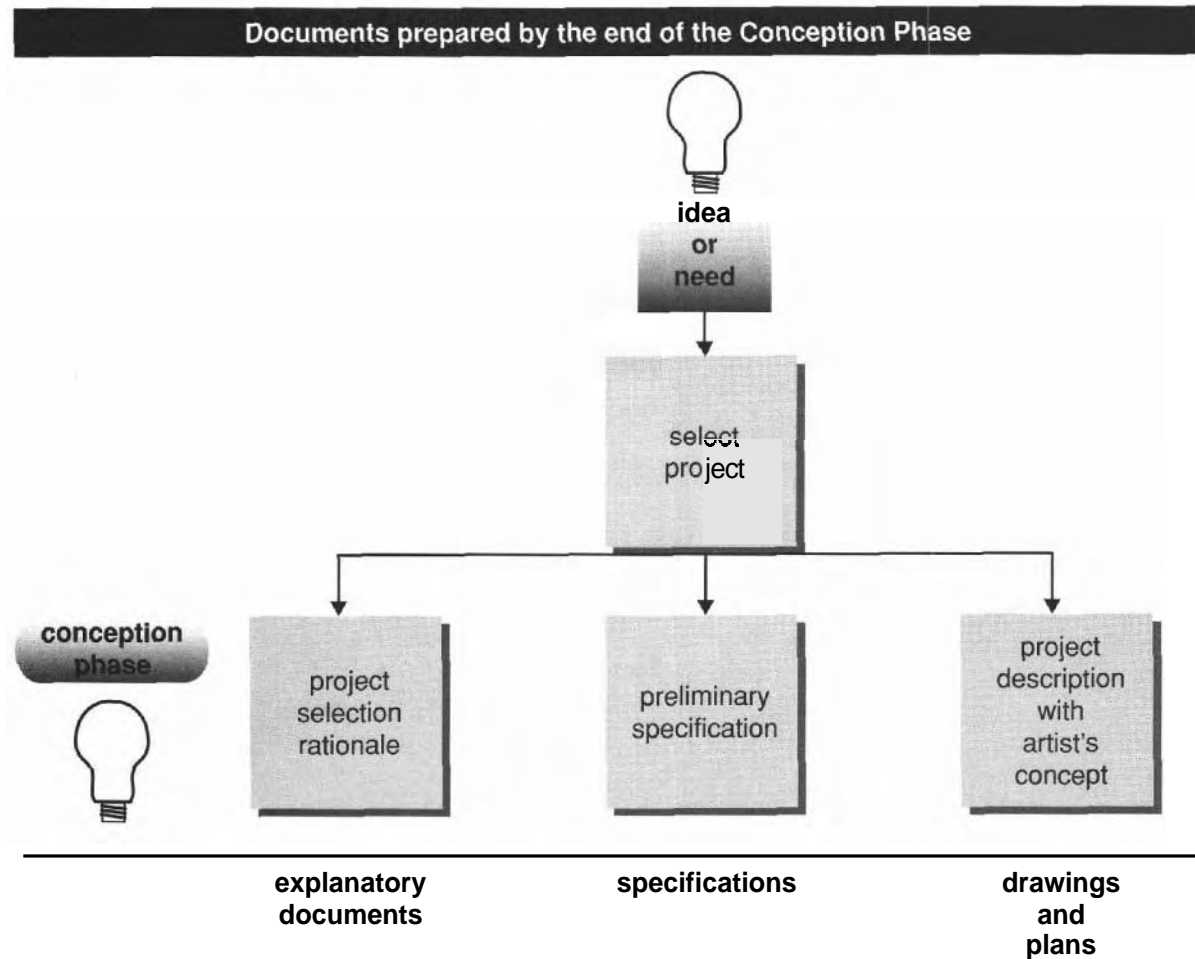 Documents prepared by the end of the Conception Phase
idea
or
need
select
project
conception
phase
project
selection
rationale
preliminary
specification
project
description
with
artist's
concept
explanatory
documents
specifications
drawings
and
plans